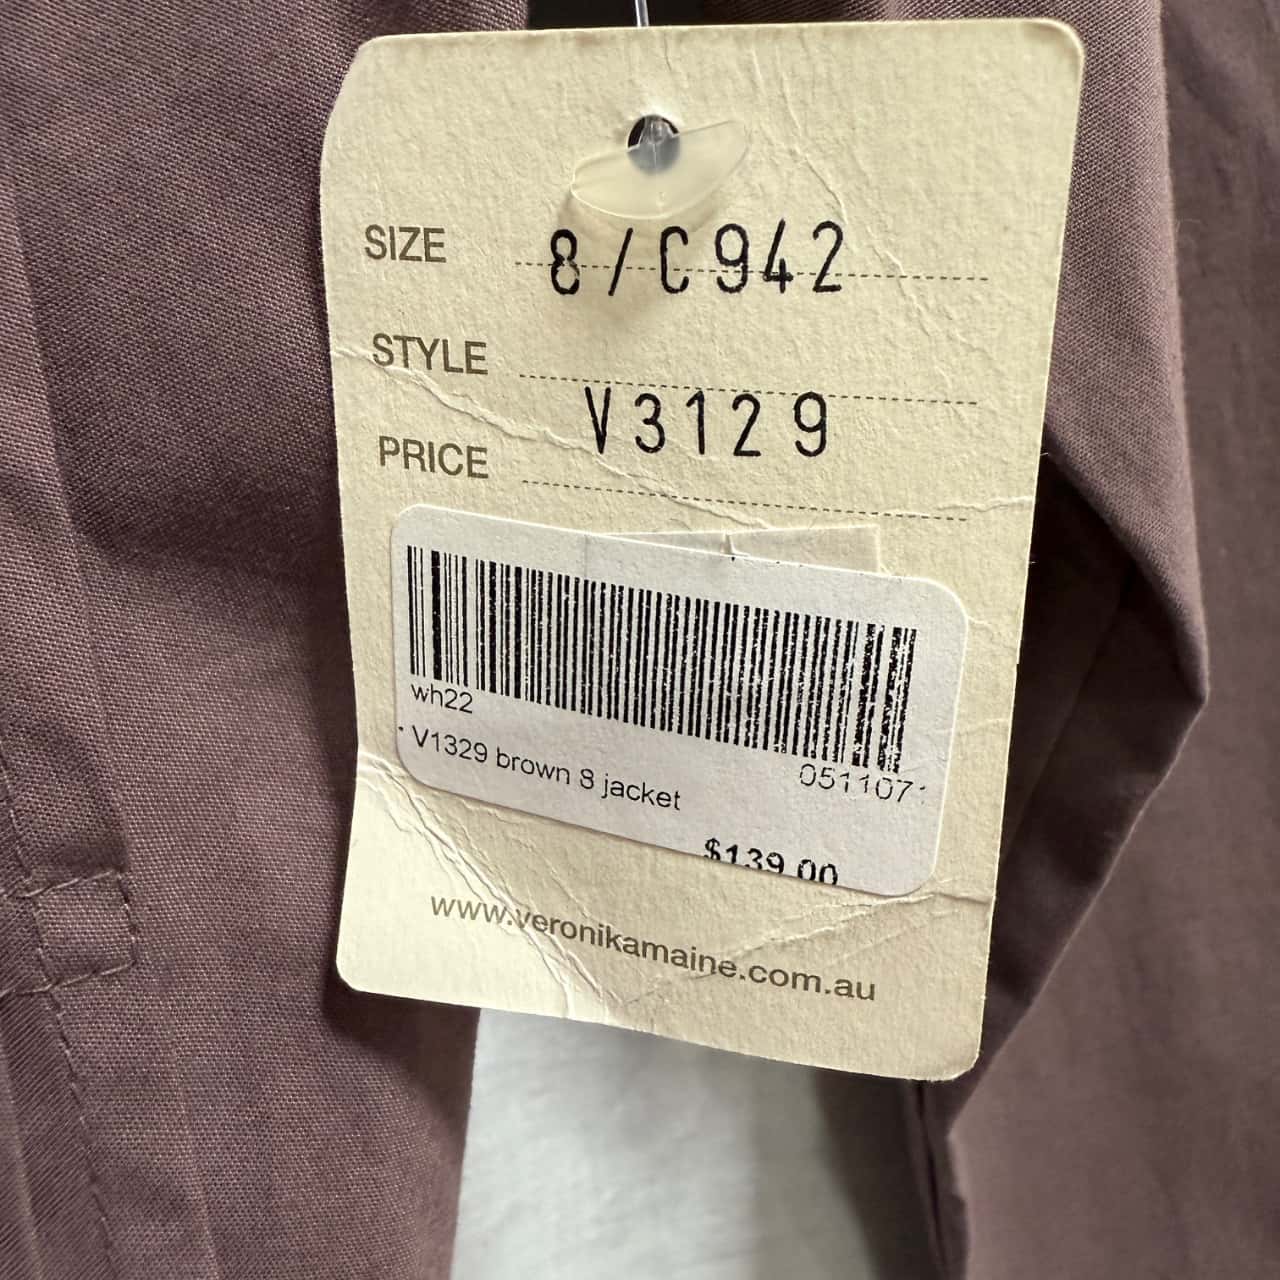 SIZE 8/C942
STYLE V3129
PRICE
wh22
0511071
V1329 brown 8 jacket
$139.00
www.veronikamaine.com.au